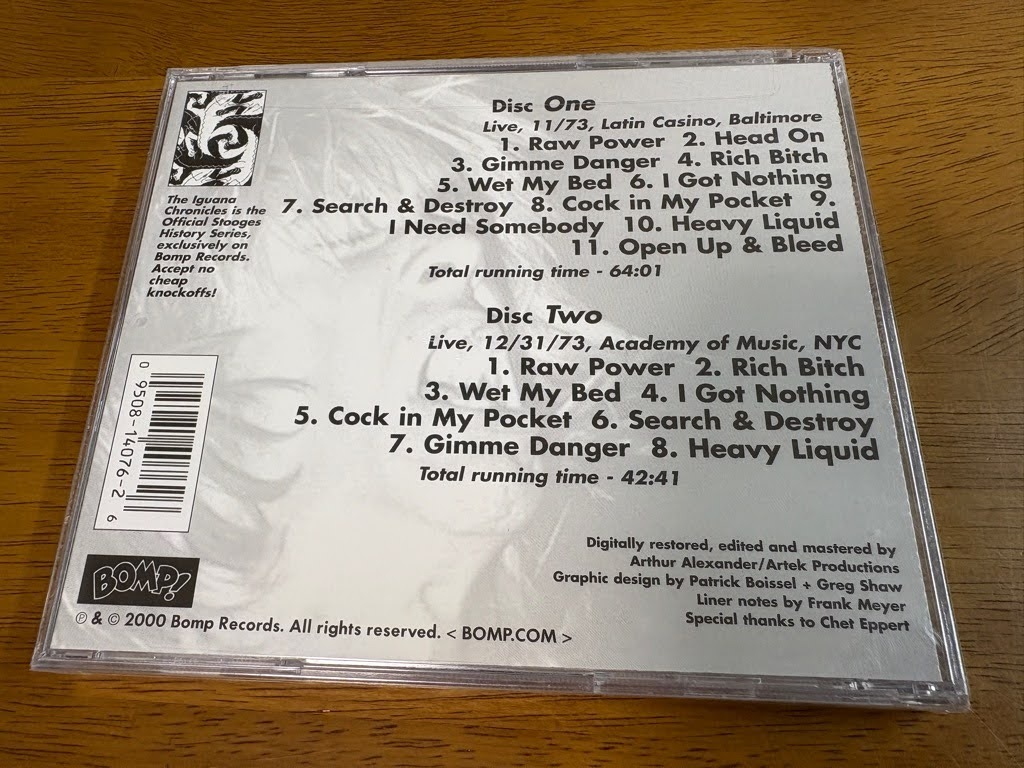 Disc One
Live, 11/73, Latin Casino, Baltimore
1. Raw Power 2. Head On
3. Gimme Danger 4. Rich Bitch
5. Wet My Bed 6. I Got Nothing
7. Search & Destroy 8. Cock in My Pocket 9.
I Need Somebody 10. Heavy Liquid
11. Open Up & Bleed
Total running time - 64:01
Disc Two
Live, 12/31/73, Academy of Music, NYC
1. Raw Power 2. Rich Bitch
3. Wet My Bed 4. I Got Nothing
5. Cock in My Pocket 6. Search & Destroy
7. Gimme Danger 8. Heavy Liquid
Total running time - 42:41
The Iguana
Chronicles is the
Official Stooges
History Series,
exclusively on
Bomp Records.
Accept no
cheap
knockoffs!
0 9508-14076-2 6
BOMP!
℗ & © 2000 Bomp Records. All rights reserved. < BOMP.COM >
Digitally restored, edited and mastered by
Arthur Alexander/Artek Productions
Graphic design by Patrick Boissel + Greg Shaw
Liner notes by Frank Meyer
Special thanks to Chet Eppert